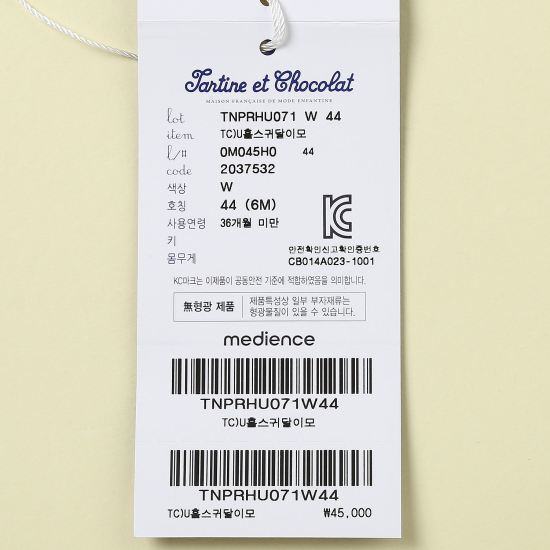 Tartine et Chocolat
MAISON FRANÇAISE DE MODE ENFANTINE
lot TNPRHU071 W 44
item TC)U홀스귀달이모
l/# 0M045H0 44
code 2037532
색상 W
호칭 44 (6M)
사용연령 36개월 미만
키
몸무게
KC
안전확인신고확인증번호
CB014A023-1001
KC마크는 이제품이 공동안전 기준에 적합하였음을 의미합니다.
無형광 제품
제품특성상 일부 부자재류는
형광물질이 있을 수 있습니다.
medience
TNPRHU071W44
TC)U홀스귀달이모
TNPRHU071W44
TC)U홀스귀달이모 ₩45,000